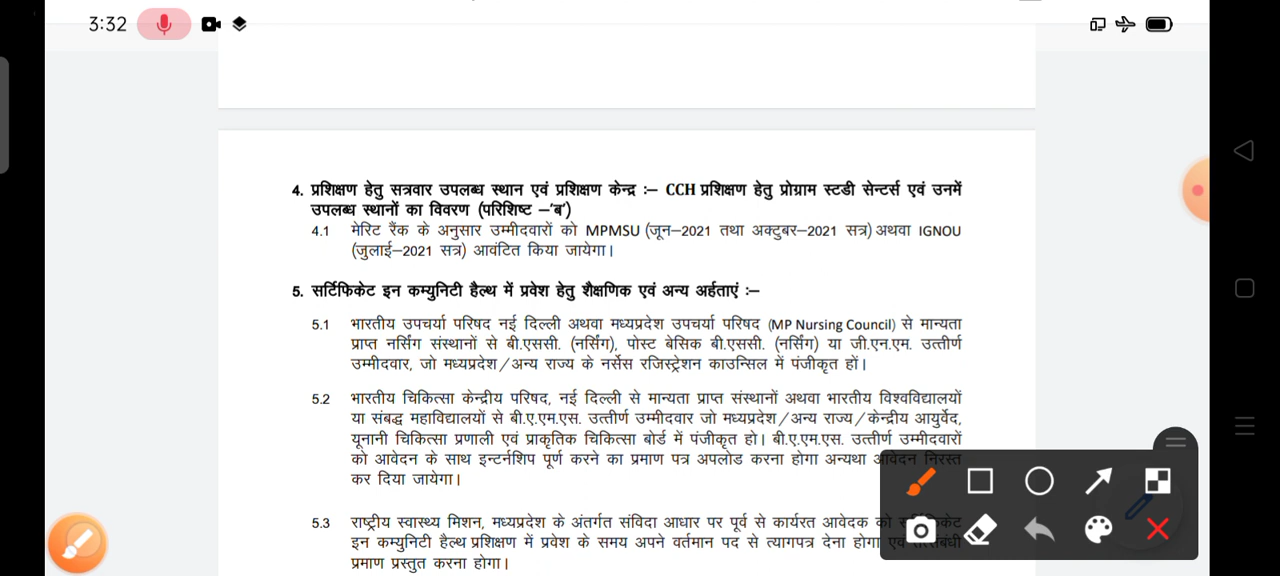 3:32
4. प्रशिक्षण हेतु सत्रवार उपलब्ध स्थान एवं प्रशिक्षण केन्द्र :– CCH प्रशिक्षण हेतु प्रोग्राम स्टडी सेन्टर्स एवं उनमें
उपलब्ध स्थानों का विवरण (परिशिष्ट –'ब')
4.1 मेरिट रैंक के अनुसार उम्मीदवारों को MPMSU (जून–2021 तथा अक्टुबर–2021 सत्र) अथवा IGNOU
(जुलाई–2021 सत्र) आवंटित किया जायेगा।
5. सर्टिफिकेट इन कम्युनिटी हैल्थ में प्रवेश हेतु शैक्षणिक एवं अन्य अर्हताएं :–
5.1 भारतीय उपचर्या परिषद नई दिल्ली अथवा मध्यप्रदेश उपचर्या परिषद (MP Nursing Council) से मान्यता
प्राप्त नर्सिंग संस्थानों से बी.एससी. (नर्सिंग), पोस्ट बेसिक बी.एससी. (नर्सिंग) या जी.एन.एम. उत्तीर्ण
उम्मीदवार, जो मध्यप्रदेश/अन्य राज्य के नर्सेस रजिस्ट्रेशन काउन्सिल में पंजीकृत हों।
5.2 भारतीय चिकित्सा केन्द्रीय परिषद, नई दिल्ली से मान्यता प्राप्त संस्थानों अथवा भारतीय विश्वविद्यालयों
या संबद्ध महाविद्यालयों से बी.ए.एम.एस. उत्तीर्ण उम्मीदवार जो मध्यप्रदेश/अन्य राज्य/केन्द्रीय आयुर्वेद,
यूनानी चिकित्सा प्रणाली एवं प्राकृतिक चिकित्सा बोर्ड में पंजीकृत हो। बी.ए.एम.एस. उत्तीर्ण उम्मीदवारों
को आवेदन के साथ इन्टर्नशिप पूर्ण करने का प्रमाण पत्र अपलोड करना होगा अन्यथा आवेदन निरस्त
कर दिया जायेगा।
5.3 राष्ट्रीय स्वास्थ्य मिशन, मध्यप्रदेश के अंतर्गत संविदा आधार पर पूर्व से कार्यरत आवेदक को
इन कम्युनिटी हैल्थ प्रशिक्षण में प्रवेश के समय अपने वर्तमान पद से त्यागपत्र देना होगा
प्रमाण प्रस्तुत करना होगा।